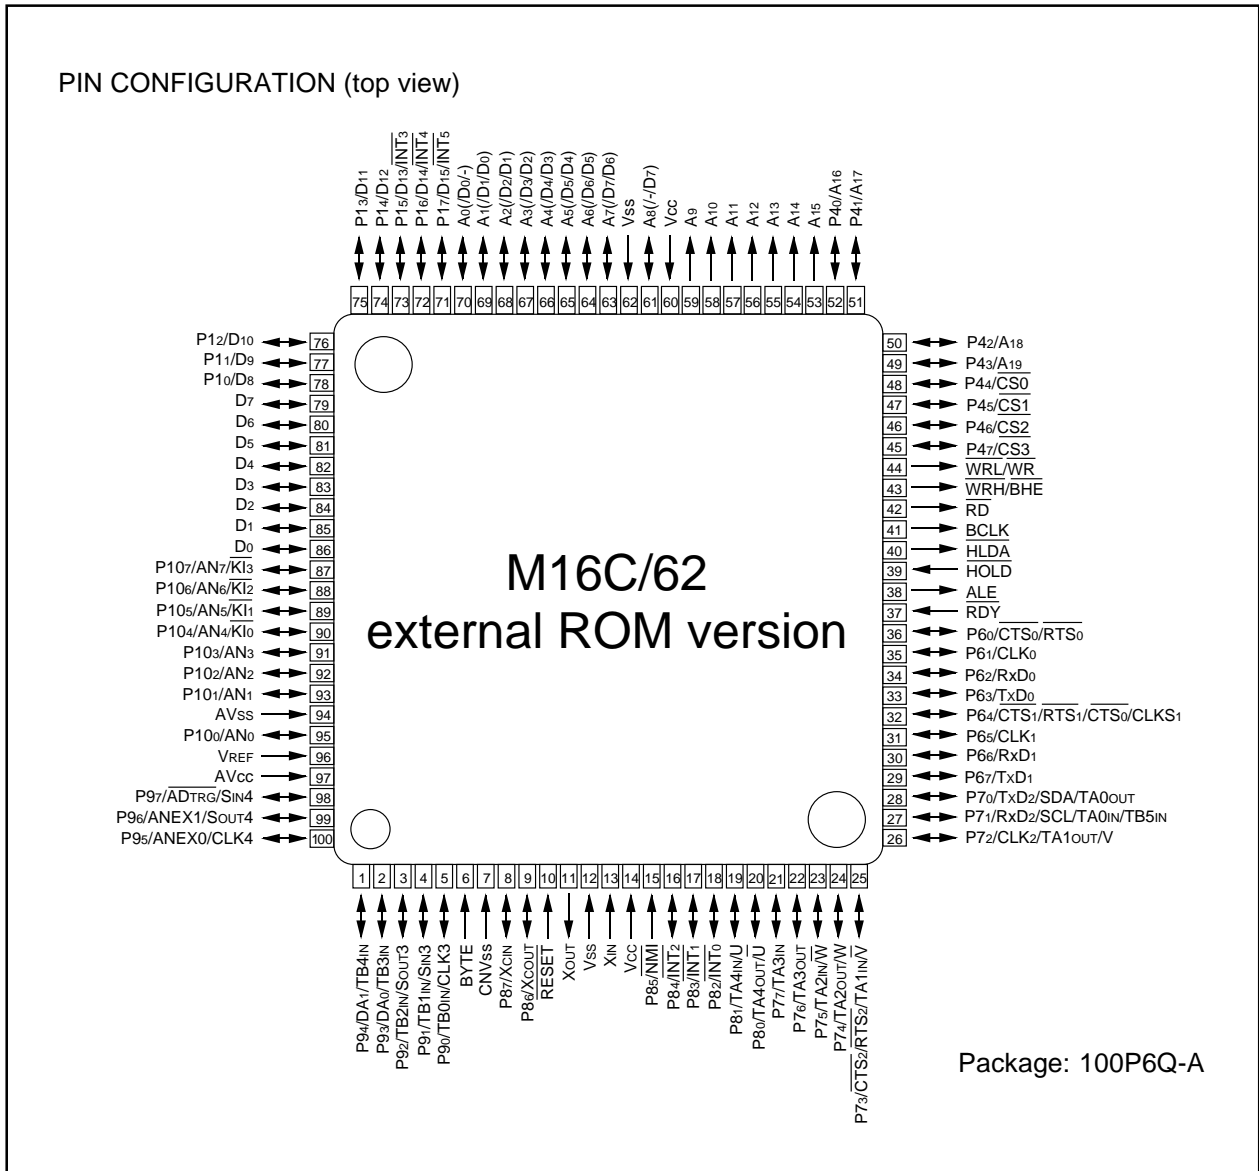 PIN CONFIGURATION (top view)
P13/D11
P14/D12
P15/D13/INT3
P16/D14/INT4
P17/D15/INT5
A0(/D0/-)
A1(/D1/D0)
A2(/D2/D1)
A3(/D3/D2)
A4(/D4/D3)
A5(/D5/D4)
A6(/D6/D5)
A7(/D7/D6)
Vss
A8(/-/D7)
Vcc
A9
A10
A11
A12
A13
A14
A15
P40/A16
P41/A17
75 74 73 72 71 70 69 68 67 66 65 64 63 62 61 60 59 58 57 56 55 54 53 52 51
P12/D10 76
P11/D9 77
P10/D8 78
D7 79
D6 80
D5 81
D4 82
D3 83
D2 84
D1 85
D0 86
P107/AN7/KI3 87
P106/AN6/KI2 88
P105/AN5/KI1 89
P104/AN4/KI0 90
P103/AN3 91
P102/AN2 92
P101/AN1 93
AVss 94
P100/AN0 95
VREF 96
AVcc 97
P97/ADTRG/SIN4 98
P96/ANEX1/SOUT4 99
P95/ANEX0/CLK4 100
M16C/62
external ROM version
50 P42/A18
49 P43/A19
48 P44/CS0
47 P45/CS1
46 P46/CS2
45 P47/CS3
44 WRL/WR
43 WRH/BHE
42 RD
41 BCLK
40 HLDA
39 HOLD
38 ALE
37 RDY
36 P60/CTS0/RTS0
35 P61/CLK0
34 P62/RxD0
33 P63/TxD0
32 P64/CTS1/RTS1/CTS0/CLKS1
31 P65/CLK1
30 P66/RxD1
29 P67/TxD1
28 P70/TxD2/SDA/TA0OUT
27 P71/RxD2/SCL/TA0IN/TB5IN
26 P72/CLK2/TA1OUT/V
1 2 3 4 5 6 7 8 9 10 11 12 13 14 15 16 17 18 19 20 21 22 23 24 25
P94/DA1/TB4IN
P93/DA0/TB3IN
P92/TB2IN/SOUT3
P91/TB1IN/SIN3
P90/TB0IN/CLK3
BYTE
CNVss
P87/XCIN
P86/XCOUT
RESET
XOUT
Vss
XIN
Vcc
P85/NMI
P84/INT2
P83/INT1
P82/INT0
P81/TA4IN/U
P80/TA4OUT/U
P77/TA3IN
P76/TA3OUT
P75/TA2IN/W
P74/TA2OUT/W
P73/CTS2/RTS2/TA1IN/V
Package: 100P6Q-A